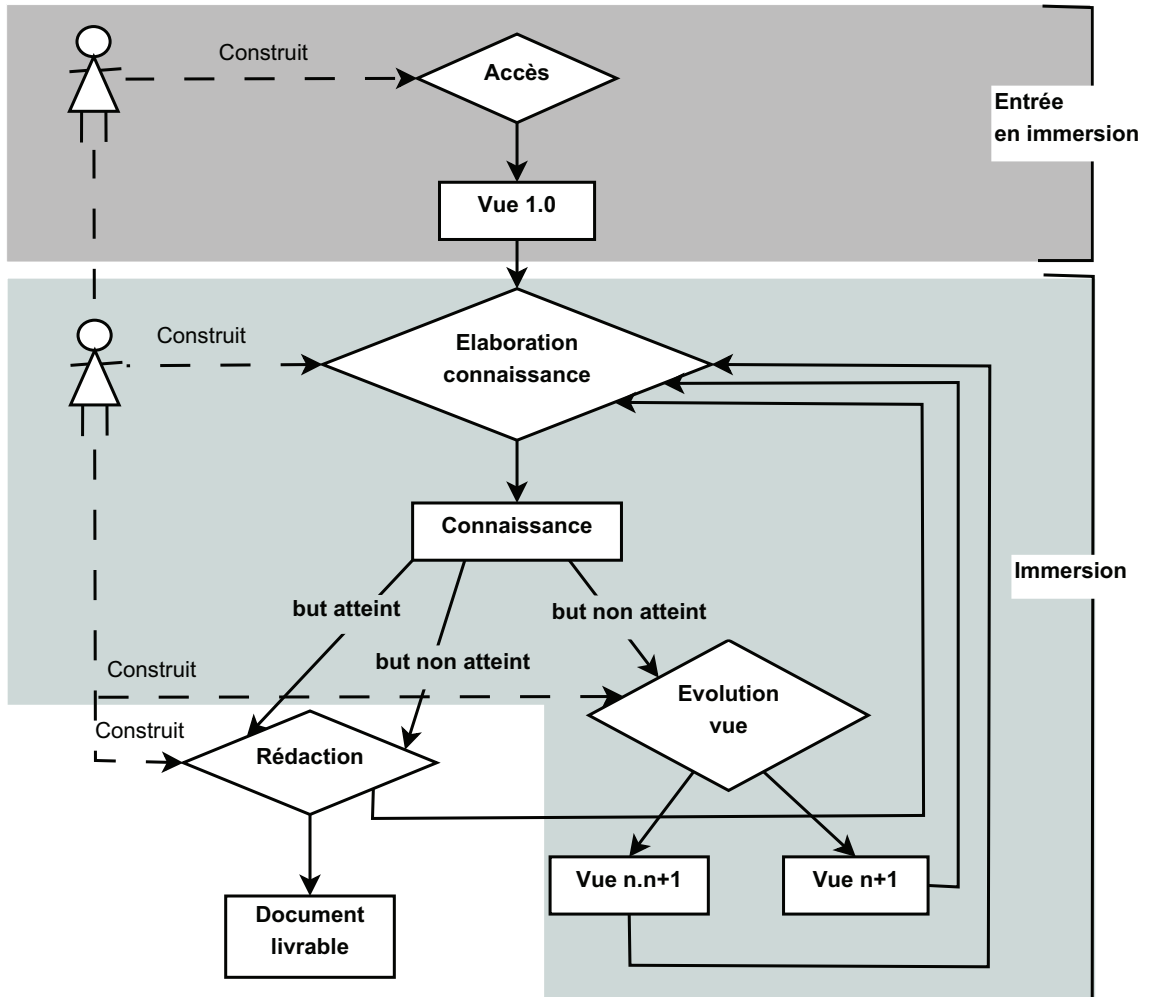 Construit
Accès
Entrée
en immersion
Vue 1.0
Construit
Elaboration
connaissance
Connaissance
Immersion
but atteint
but non atteint
but non atteint
Construit
Evolution
vue
Construit
Rédaction
Vue n.n+1
Vue n+1
Document
livrable